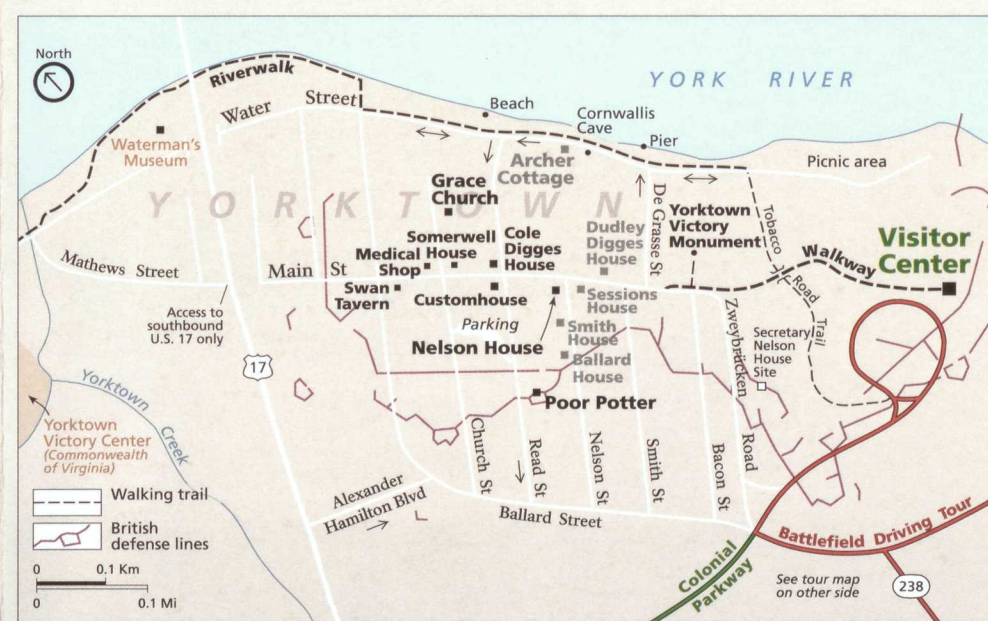 North
YORK RIVER
Riverwalk
Water Street
Beach
Cornwallis
Cave
Pier
Waterman's
Museum
Archer
Cottage
Picnic area
YORKTOWN
Grace
Church
De Grasse St
Yorktown
Victory
Monument
Tobacco
Road
Trail
Dudley
Digges
House
Somerwell
House
Cole
Digges
House
Medical
Shop
Walkway
Visitor
Center
Mathews Street
Main St
Swan
Tavern
Customhouse
Sessions
House
Access to
southbound
U.S. 17 only
Parking
Smith
House
Nelson House
Zweybrücken
Road
Secretary
Nelson
House
Site
17
Ballard
House
Yorktown
Creek
Poor Potter
Yorktown
Victory Center
(Commonwealth
of Virginia)
Church St
Read St
Nelson St
Smith St
Bacon St
Alexander
Hamilton Blvd
Ballard Street
Walking trail
British
defense lines
Battlefield Driving Tour
Colonial
Parkway
See tour map
on other side
238
0 0.1 Km
0 0.1 Mi